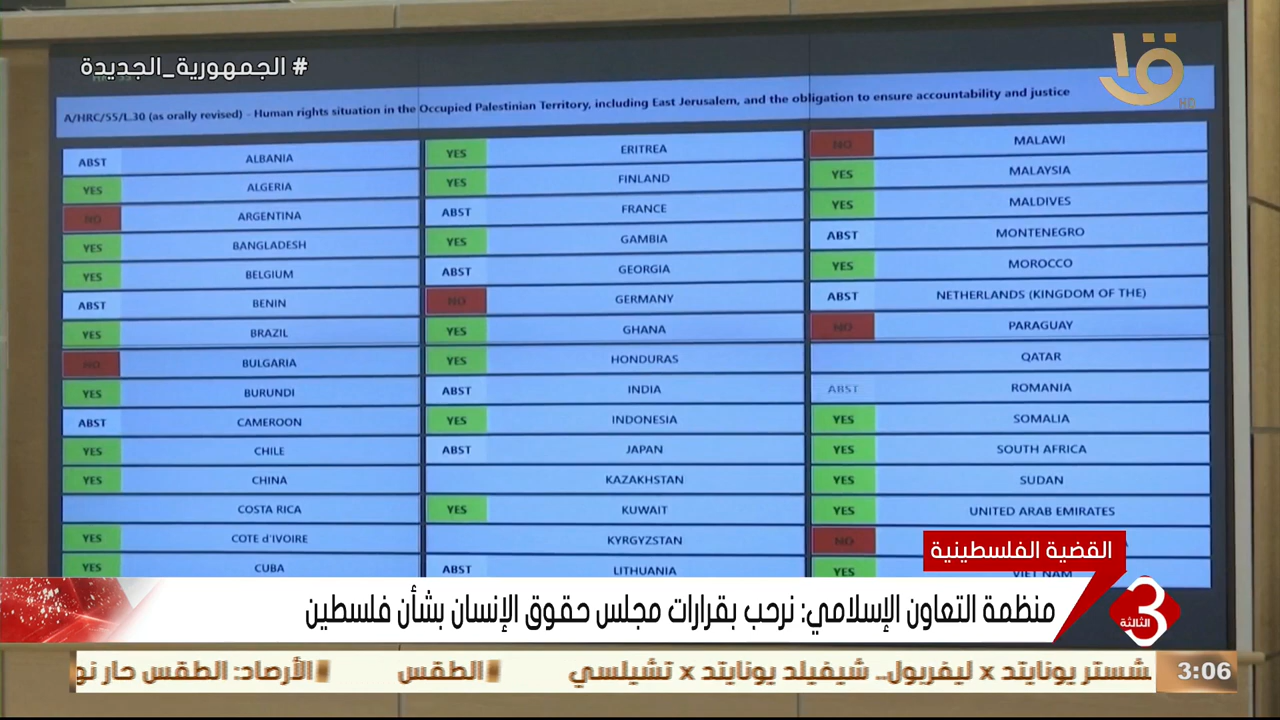 # الجمهورية_الجديدة
HD
A/HRC/55/L.30 (as orally revised) - Human rights situation in the Occupied Palestinian Territory, including East Jerusalem, and the obligation to ensure accountability and justice
ABST ALBANIA
YES ALGERIA
NO ARGENTINA
YES BANGLADESH
YES BELGIUM
ABST BENIN
YES BRAZIL
NO BULGARIA
YES BURUNDI
ABST CAMEROON
YES CHILE
YES CHINA
COSTA RICA
YES COTE d'IVOIRE
YES CUBA
YES ERITREA
YES FINLAND
ABST FRANCE
YES GAMBIA
ABST GEORGIA
NO GERMANY
YES GHANA
YES HONDURAS
ABST INDIA
YES INDONESIA
ABST JAPAN
KAZAKHSTAN
YES KUWAIT
KYRGYZSTAN
ABST LITHUANIA
NO MALAWI
YES MALAYSIA
YES MALDIVES
ABST MONTENEGRO
YES MOROCCO
ABST NETHERLANDS (KINGDOM OF THE)
NO PARAGUAY
QATAR
ABST ROMANIA
YES SOMALIA
YES SOUTH AFRICA
YES SUDAN
YES UNITED ARAB EMIRATES
NO
YES VIET NAM
القضية الفلسطينية
منظمة التعاون الإسلامي: نرحب بقرارات مجلس حقوق الإنسان بشأن فلسطين
3 الثالثة
3:06
شستر يونايتد x ليفربول.. شيفيلد يونايتد x تشيلسي الطقس الأرصاد: الطقس حار نو